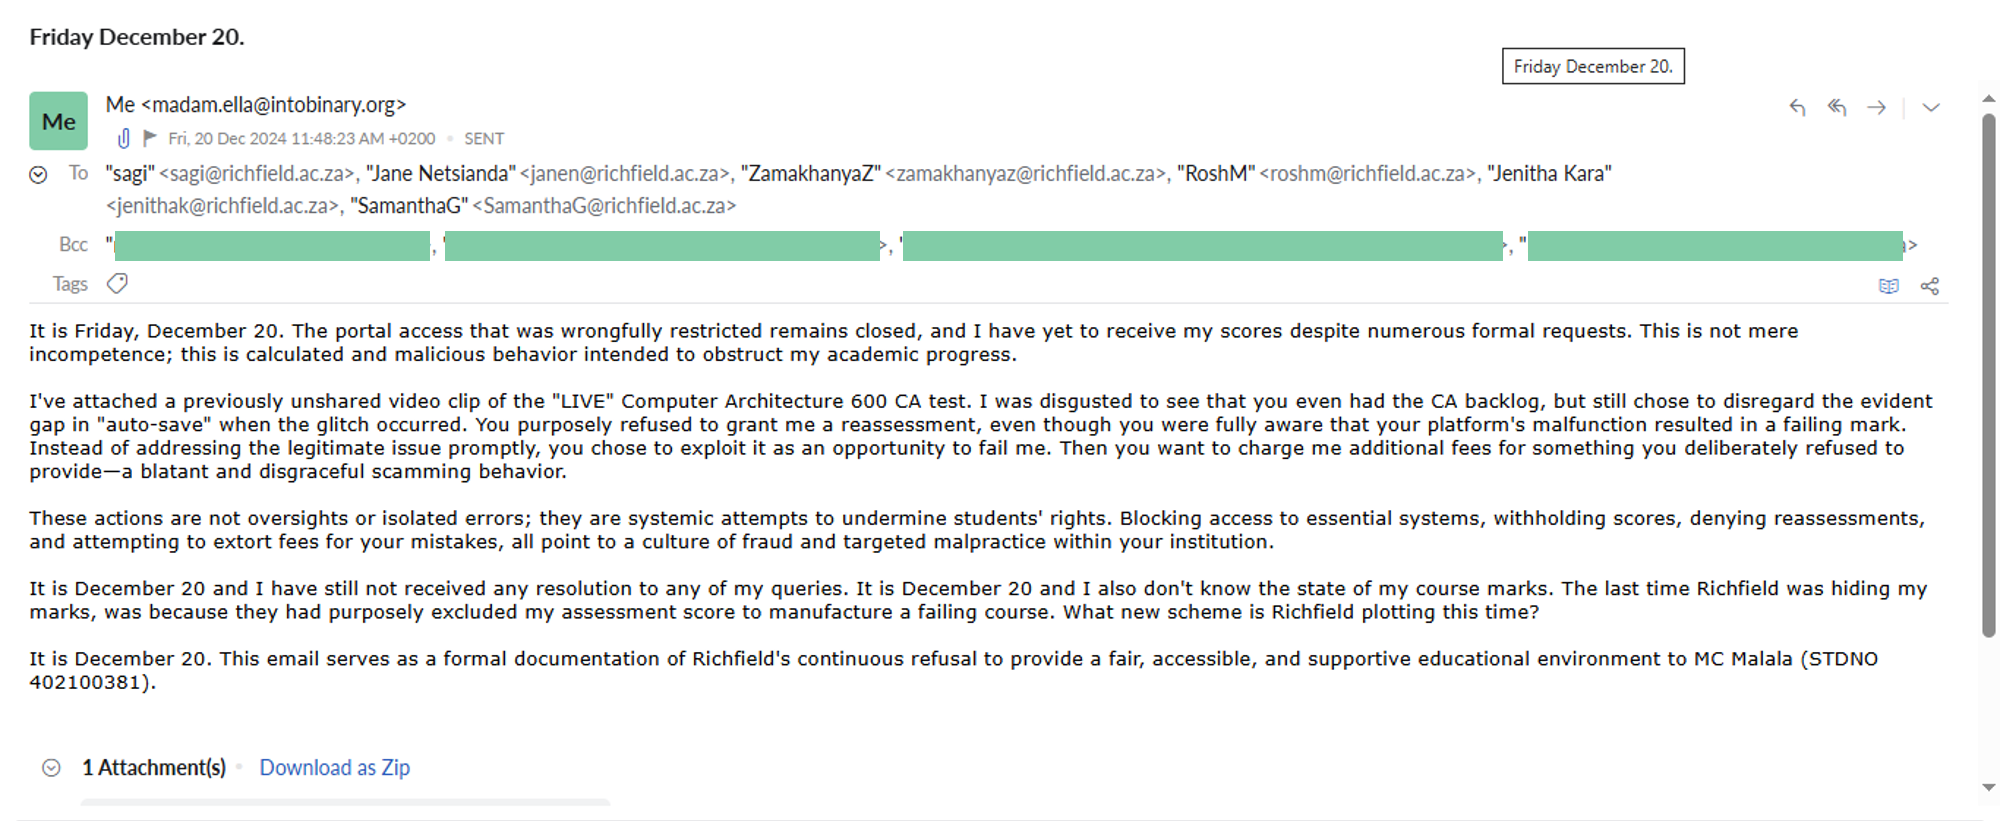 Friday December 20.
Friday December 20.
Me
Me <madam.ella@intobinary.org>
Fri, 20 Dec 2024 11:48:23 AM +0200 • SENT
To "sagi" <sagi@richfield.ac.za>, "Jane Netsianda" <janen@richfield.ac.za>, "ZamakhanyaZ" <zamakhanyaz@richfield.ac.za>, "RoshM" <roshm@richfield.ac.za>, "Jenitha Kara"
<jenithak@richfield.ac.za>, "SamanthaG" <SamanthaG@richfield.ac.za>
Bcc
Tags
It is Friday, December 20. The portal access that was wrongfully restricted remains closed, and I have yet to receive my scores despite numerous formal requests. This is not mere
incompetence; this is calculated and malicious behavior intended to obstruct my academic progress.
I've attached a previously unshared video clip of the "LIVE" Computer Architecture 600 CA test. I was disgusted to see that you even had the CA backlog, but still chose to disregard the evident
gap in "auto-save" when the glitch occurred. You purposely refused to grant me a reassessment, even though you were fully aware that your platform's malfunction resulted in a failing mark.
Instead of addressing the legitimate issue promptly, you chose to exploit it as an opportunity to fail me. Then you want to charge me additional fees for something you deliberately refused to
provide—a blatant and disgraceful scamming behavior.
These actions are not oversights or isolated errors; they are systemic attempts to undermine students' rights. Blocking access to essential systems, withholding scores, denying reassessments,
and attempting to extort fees for your mistakes, all point to a culture of fraud and targeted malpractice within your institution.
It is December 20 and I have still not received any resolution to any of my queries. It is December 20 and I also don't know the state of my course marks. The last time Richfield was hiding my
marks, was because they had purposely excluded my assessment score to manufacture a failing course. What new scheme is Richfield plotting this time?
It is December 20. This email serves as a formal documentation of Richfield's continuous refusal to provide a fair, accessible, and supportive educational environment to MC Malala (STDNO
402100381).
1 Attachment(s) • Download as Zip